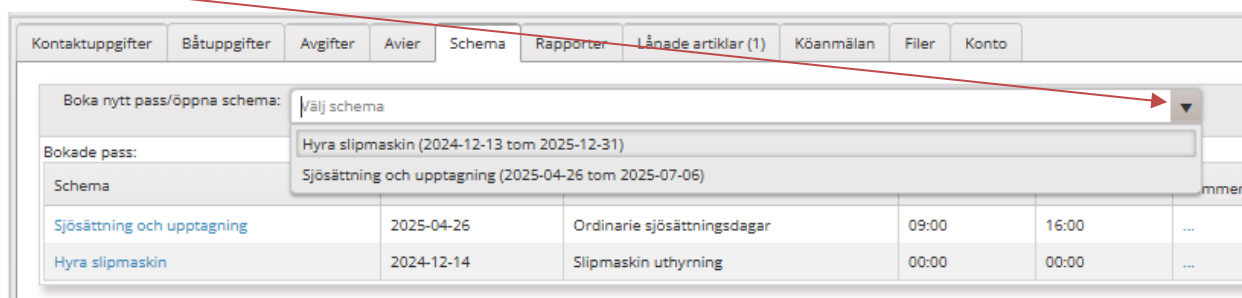 Kontaktuppgifter Båtuppgifter Avgifter Avier Schema Rapporter Lånade artiklar (1) Köanmälan Filer Konto
Boka nytt pass/öppna schema: Välj schema
Hyra slipmaskin (2024-12-13 tom 2025-12-31)
Bokade pass:
Sjösättning och upptagning (2025-04-26 tom 2025-07-06)
Schema mmer
Sjösättning och upptagning 2025-04-26 Ordinarie sjösättningsdagar 09:00 16:00 ...
Hyra slipmaskin 2024-12-14 Slipmaskin uthyrning 00:00 00:00 ...